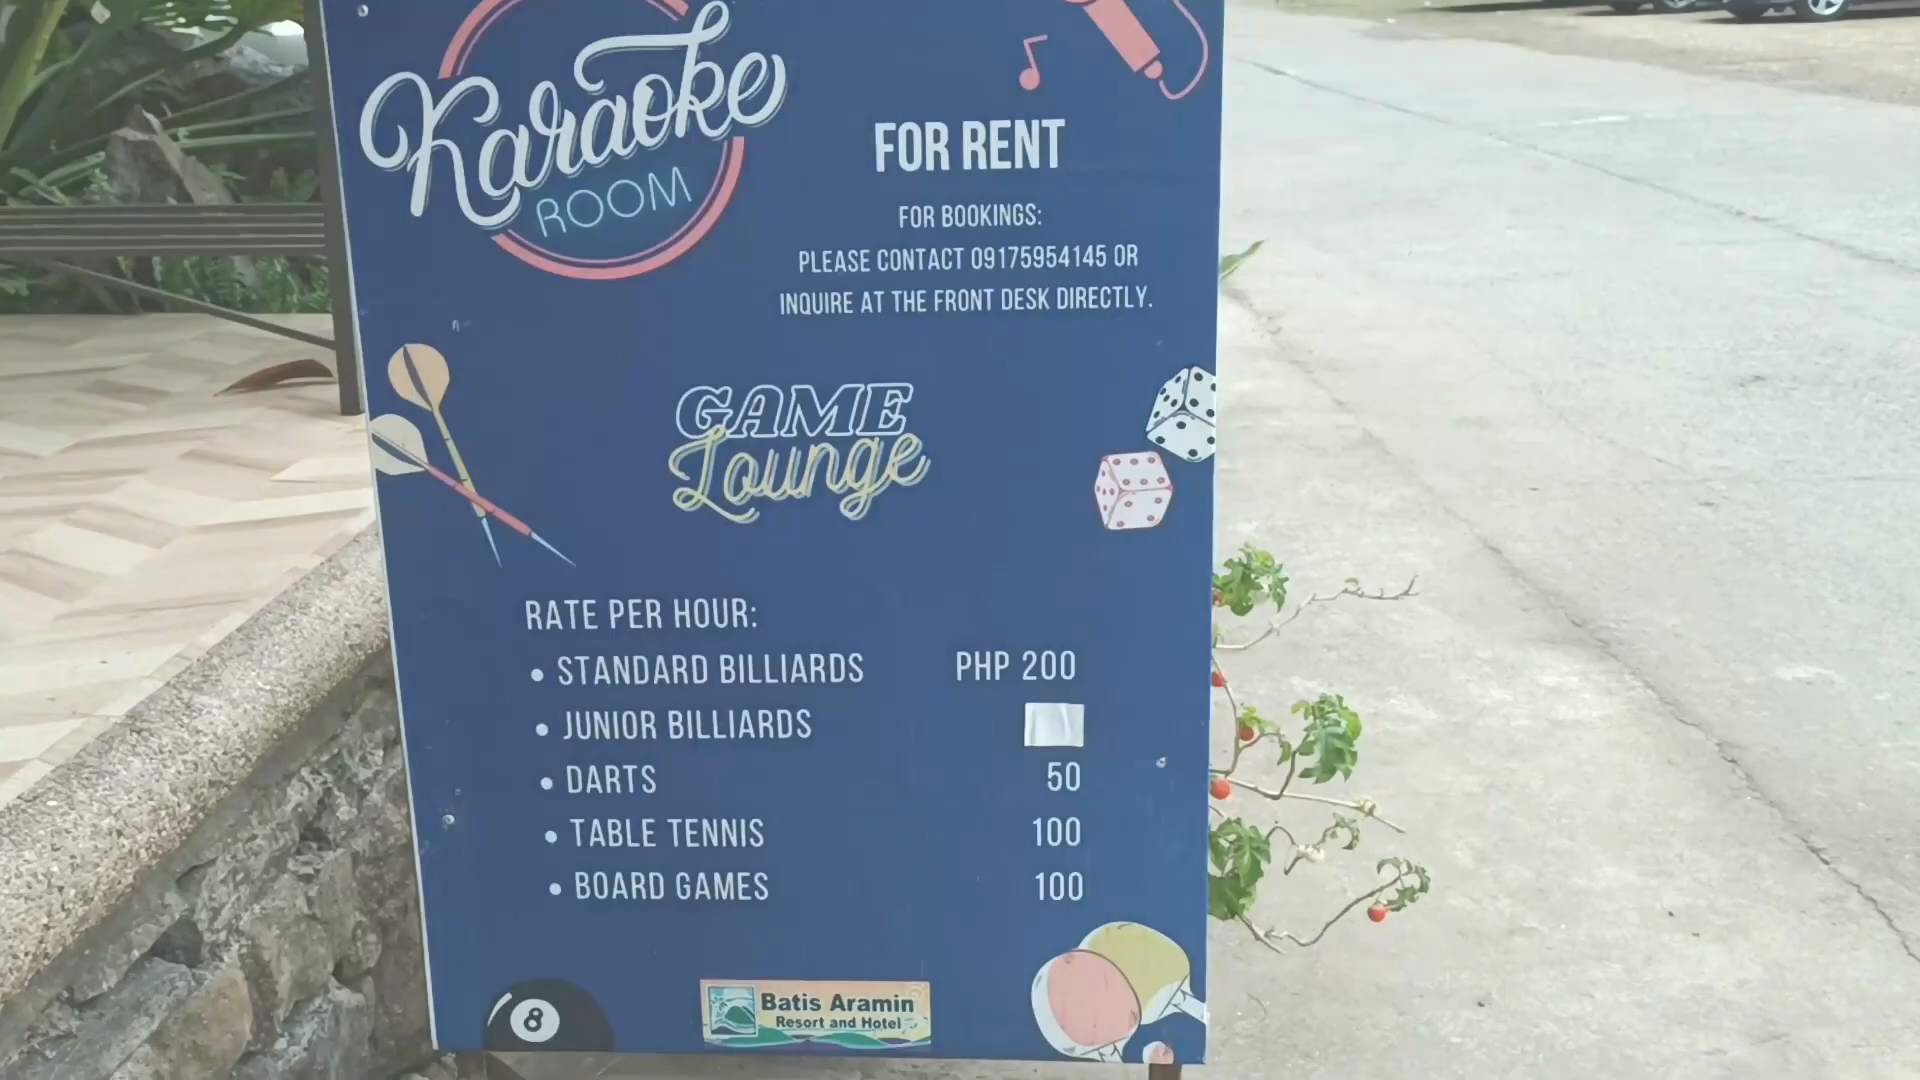 Karaoke
ROOM
FOR RENT
FOR BOOKINGS:
PLEASE CONTACT 09175954145 OR
INQUIRE AT THE FRONT DESK DIRECTLY.
GAME
Lounge
RATE PER HOUR:
• STANDARD BILLIARDS PHP 200
• JUNIOR BILLIARDS
• DARTS 50
• TABLE TENNIS 100
• BOARD GAMES 100
8
Batis Aramin
Resort and Hotel